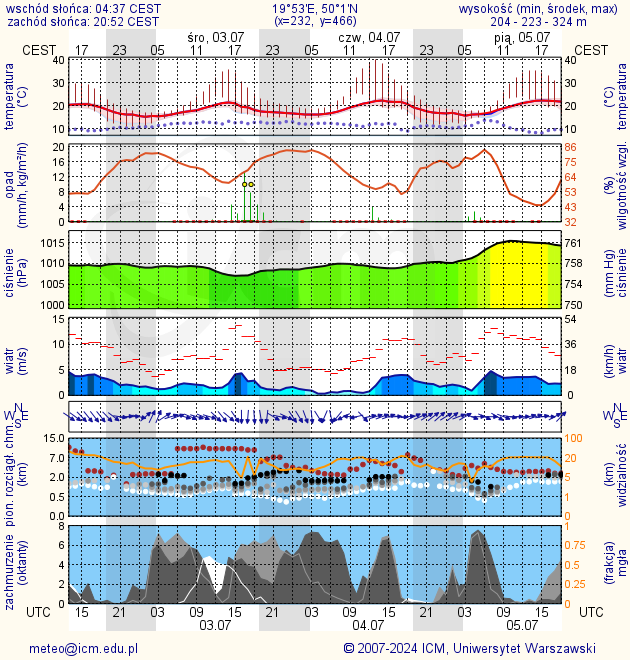 wschód słońca: 04:37 CEST 19°53'E, 50°1'N wysokość (min, środek, max)
zachód słońca: 20:52 CEST (x=232, y=466) 204 - 223 - 324 m
śro, 03.07 czw, 04.07 pią, 05.07
CEST 17 23 05 11 17 23 05 11 17 23 05 11 17 CEST
temperatura (°C) 40 30 20 10 40 30 20 10 temperatura (°C)
opad (mm/h, kg/m²/h) 20 16 12 8 4 0 86 75 64 54 43 32 (%) wilgotność wzgl.
ciśnienie (hPa) 1015 1010 1005 1000 761 758 754 750 (mm Hg) ciśnienie
wiatr (m/s) 15 10 5 0 54 36 18 0 (km/h) wiatr
N W E S N W E S
pion. rozciągł. chm. (km) 15.0 7.0 2.0 0.5 0.0 100 20 5 1 0 (km) widzialność
zachmurzenie (oktanty) 8 6 4 2 0 1 0.75 0.5 0.25 0 (frakcja) mgła
UTC 15 21 03 09 15 21 03 09 15 21 03 09 15 UTC
03.07 04.07 05.07
meteo@icm.edu.pl © 2007-2024 ICM, Uniwersytet Warszawski